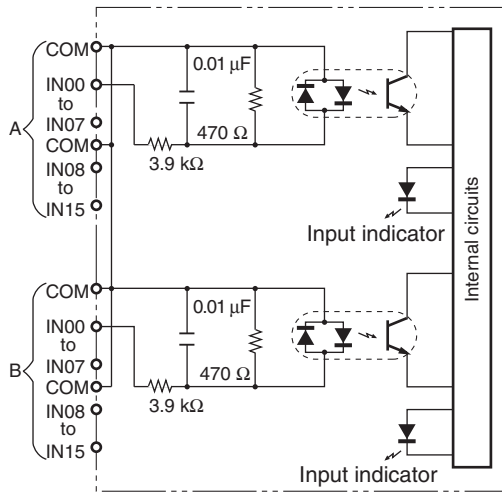 COM
IN00
to
IN07
COM
IN08
to
IN15
A
0.01 µF
470 Ω
3.9 kΩ
Input indicator
COM
IN00
to
IN07
COM
IN08
to
IN15
B
0.01 µF
470 Ω
3.9 kΩ
Input indicator
Internal circuits